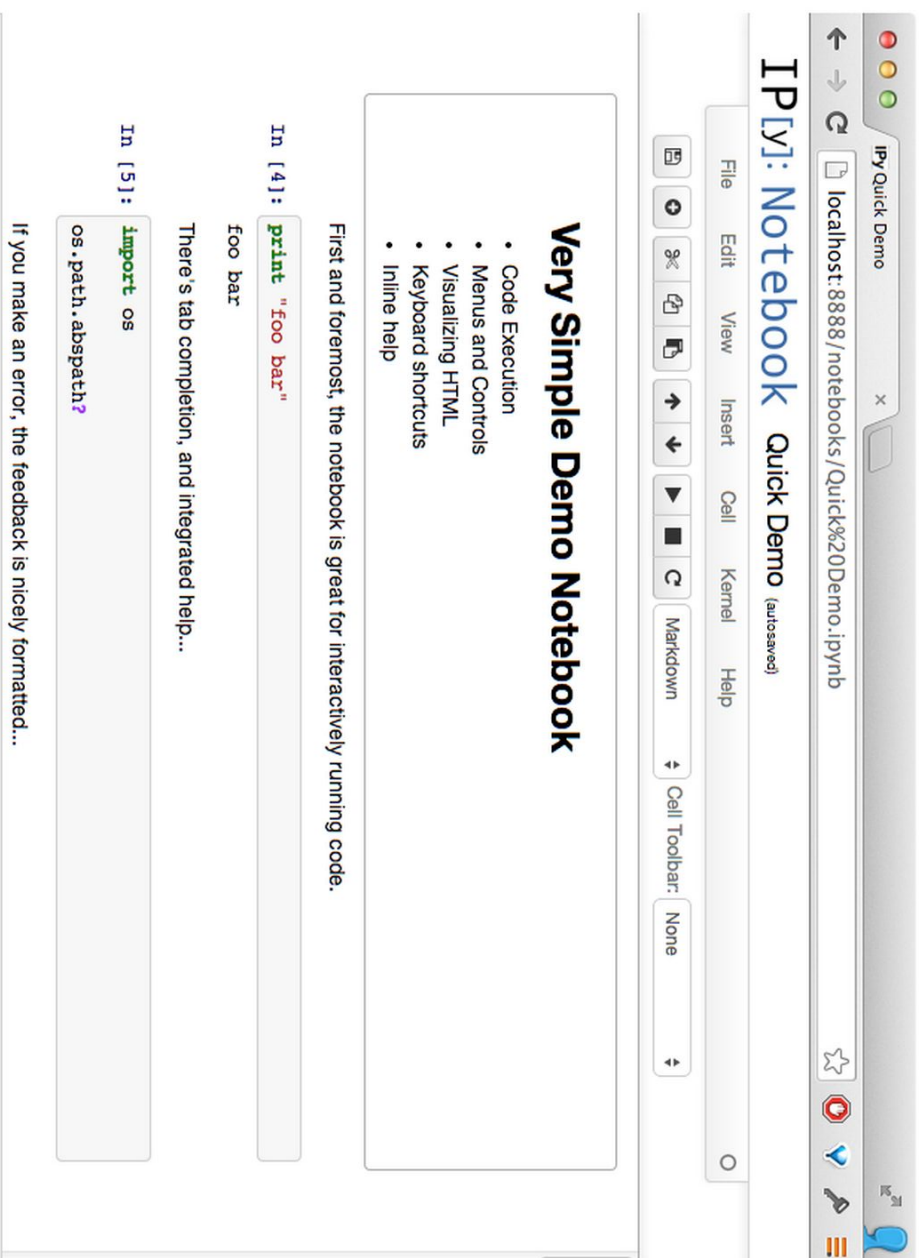 IPy Quick Demo
localhost:8888/notebooks/Quick%20Demo.ipynb
IP[y]: Notebook Quick Demo (autosaved)
File Edit View Insert Cell Kernel Help
Markdown Cell Toolbar: None
Very Simple Demo Notebook
• Code Execution
• Menus and Controls
• Visualizing HTML
• Keyboard shortcuts
• Inline help
First and foremost, the notebook is great for interactively running code.
In [4]: print "foo bar"
foo bar
There's tab completion, and integrated help...
In [5]: import os
os.path.abspath?
If you make an error, the feedback is nicely formatted...